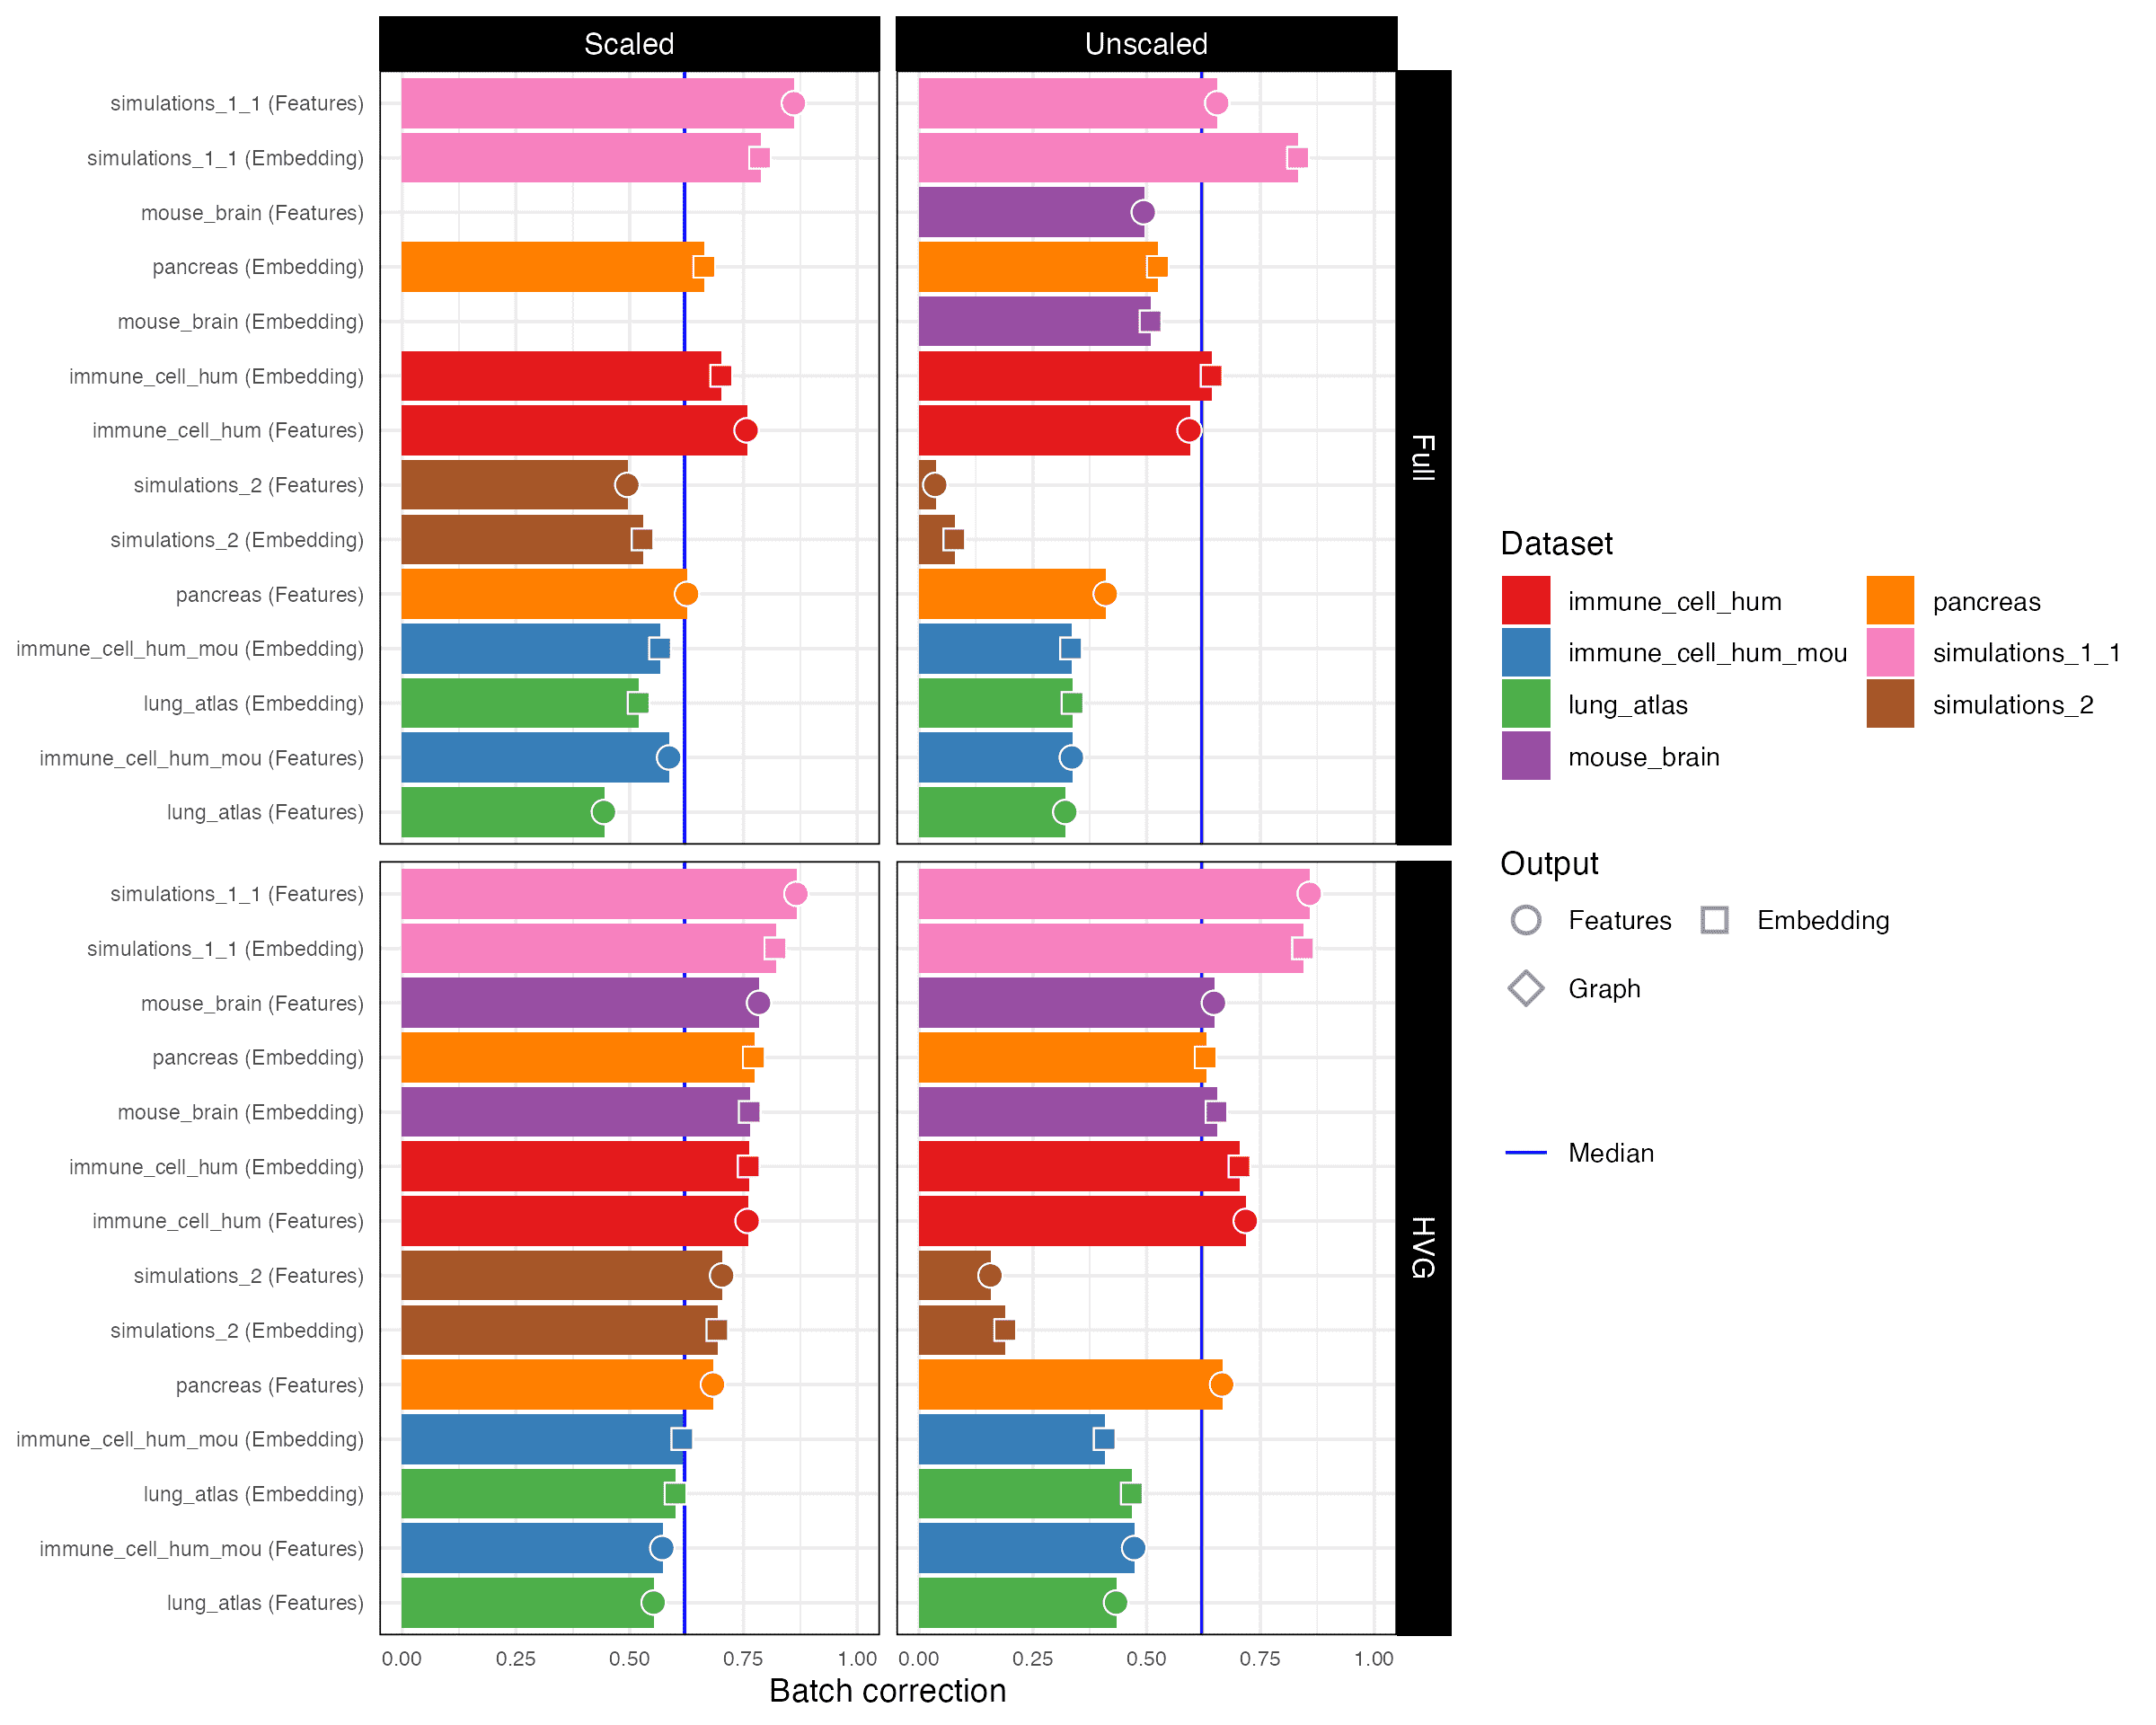 Scaled
Unscaled
simulations_1_1 (Features)
simulations_1_1 (Embedding)
mouse_brain (Features)
pancreas (Embedding)
mouse_brain (Embedding)
immune_cell_hum (Embedding)
immune_cell_hum (Features)
simulations_2 (Features)
simulations_2 (Embedding)
pancreas (Features)
immune_cell_hum_mou (Embedding)
lung_atlas (Embedding)
immune_cell_hum_mou (Features)
lung_atlas (Features)
Full
simulations_1_1 (Features)
simulations_1_1 (Embedding)
mouse_brain (Features)
pancreas (Embedding)
mouse_brain (Embedding)
immune_cell_hum (Embedding)
immune_cell_hum (Features)
simulations_2 (Features)
simulations_2 (Embedding)
pancreas (Features)
immune_cell_hum_mou (Embedding)
lung_atlas (Embedding)
immune_cell_hum_mou (Features)
lung_atlas (Features)
HVG
0.00 0.25 0.50 0.75 1.00
0.00 0.25 0.50 0.75 1.00
Batch correction
Dataset
immune_cell_hum
immune_cell_hum_mou
lung_atlas
mouse_brain
pancreas
simulations_1_1
simulations_2
Output
Features
Embedding
Graph
Median